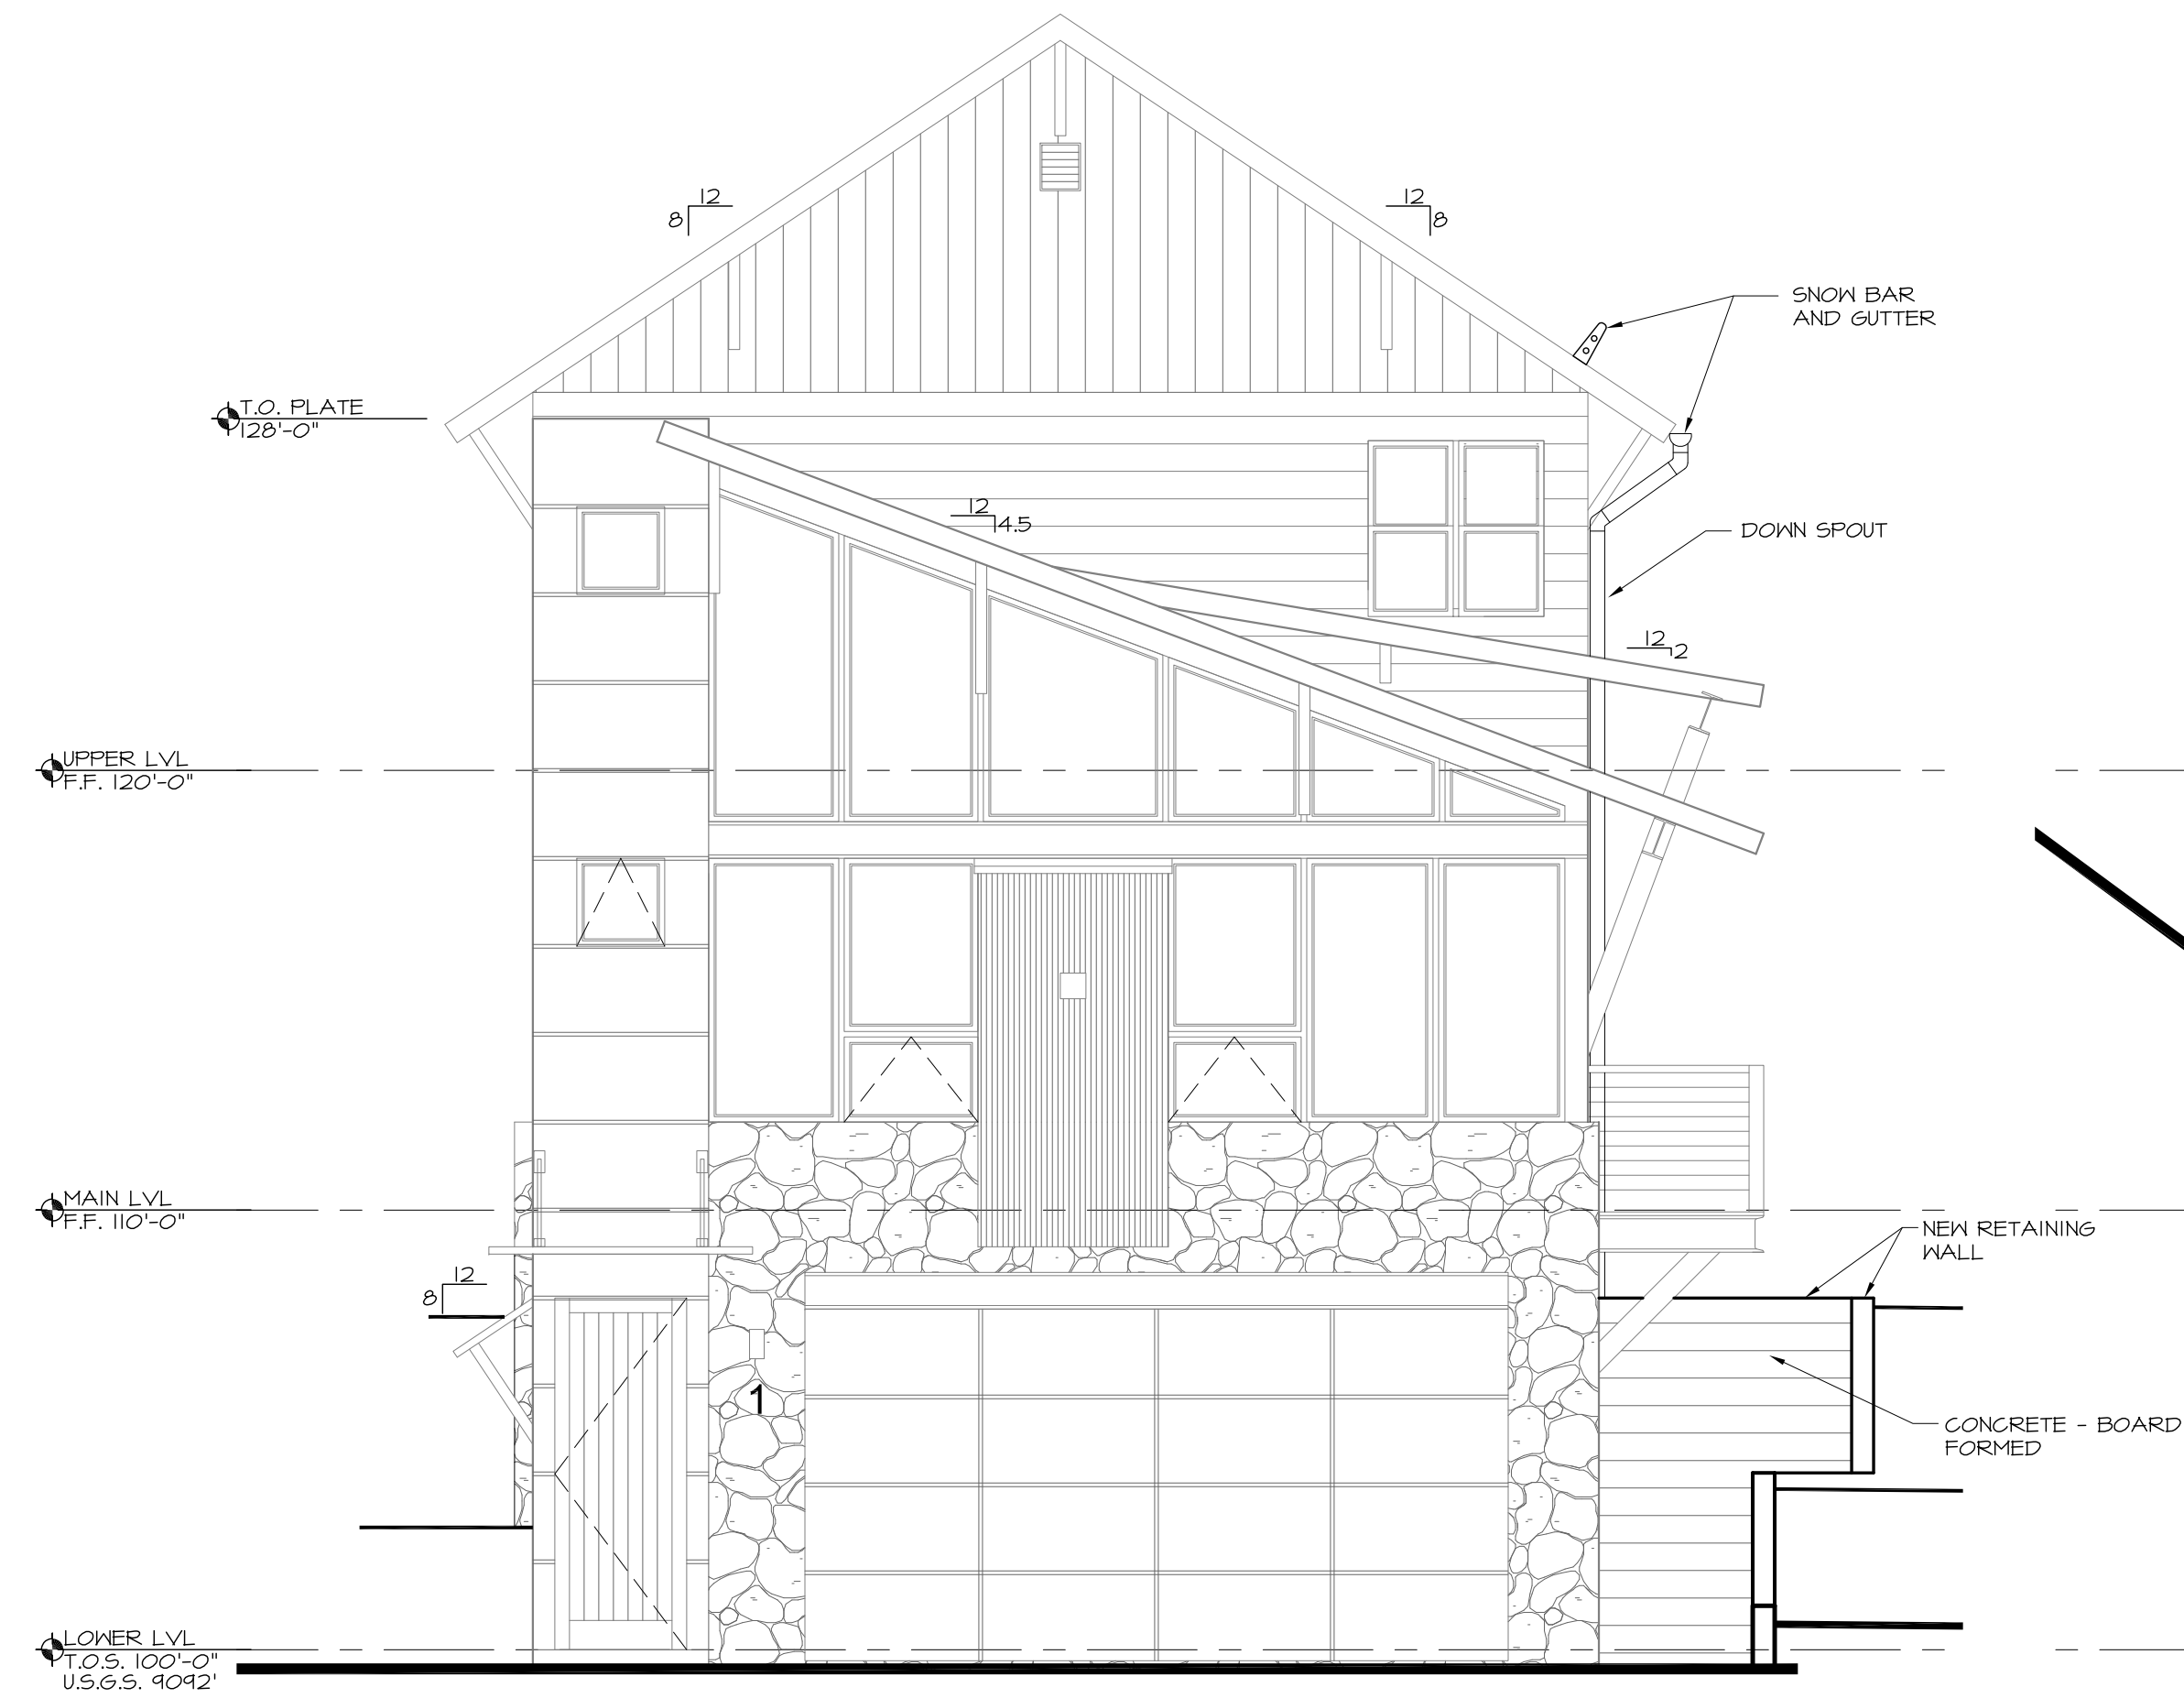 12
8
12
8
SNOW BAR
AND GUTTER
T.O. PLATE
128'-0"
12
4.5
DOWN SPOUT
12
2
UPPER LVL
F.F. 120'-0"
MAIN LVL
F.F. 110'-0"
NEW RETAINING
WALL
12
8
1
CONCRETE - BOARD
FORMED
LOWER LVL
T.O.S. 100'-0"
U.S.G.S. 9092'